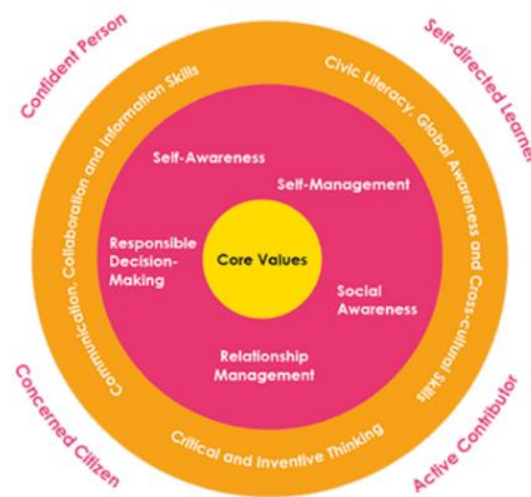 Confident Person
Self-directed Learner
Communication, Collaboration and Information Skills
Civic Literacy, Global Awareness and Cross-cultural Skills
Self-Awareness
Self-Management
Responsible
Decision-
Making
Core Values
Social
Awareness
Relationship
Management
Critical and Inventive Thinking
Concerned Citizen
Active Contributor